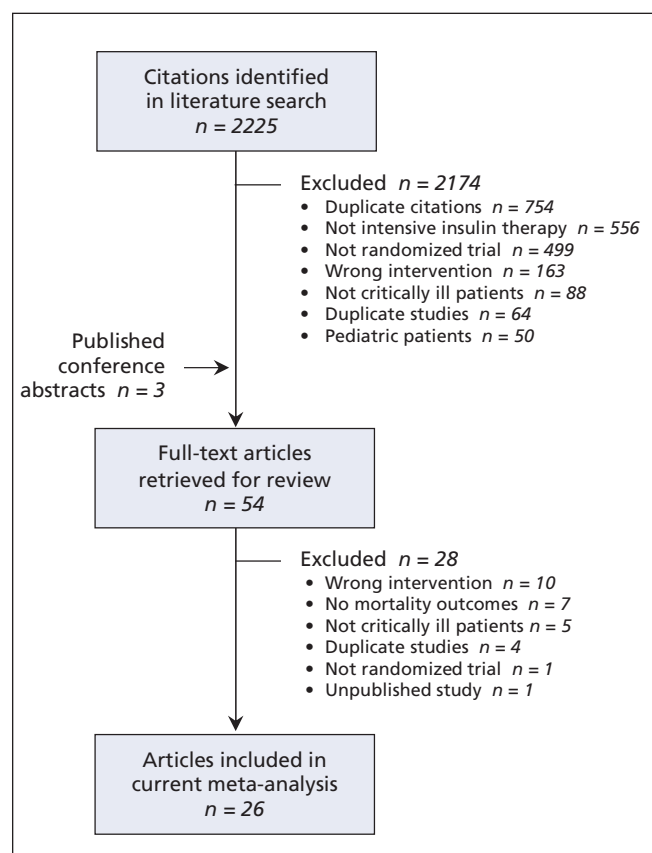 Citations identified
in literature search
n = 2225
Excluded n = 2174
• Duplicate citations n = 754
• Not intensive insulin therapy n = 556
• Not randomized trial n = 499
• Wrong intervention n = 163
• Not critically ill patients n = 88
• Duplicate studies n = 64
• Pediatric patients n = 50
Published
conference
abstracts n = 3
Full-text articles
retrieved for review
n = 54
Excluded n = 28
• Wrong intervention n = 10
• No mortality outcomes n = 7
• Not critically ill patients n = 5
• Duplicate studies n = 4
• Not randomized trial n = 1
• Unpublished study n = 1
Articles included in
current meta-analysis
n = 26